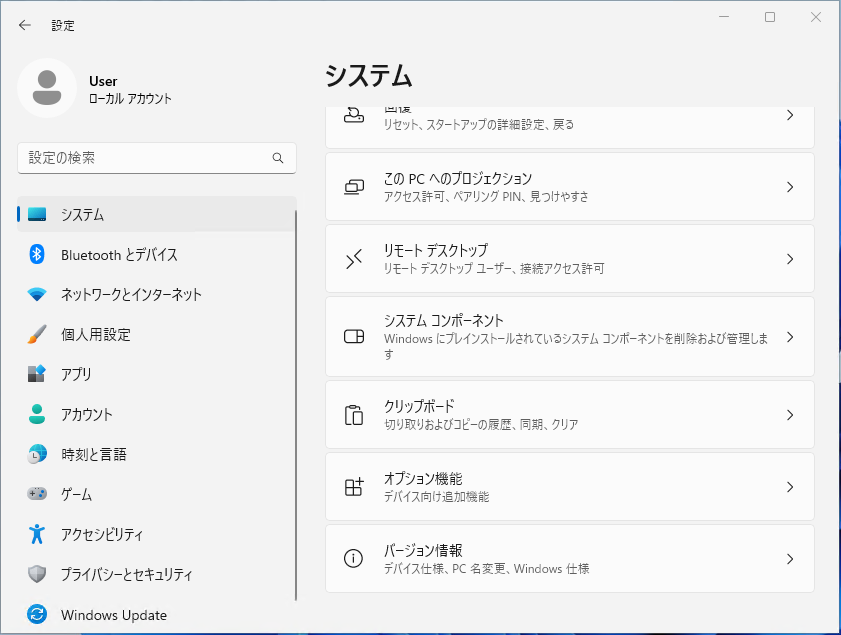 設定
User
ローカル アカウント
設定の検索
システム
Bluetooth とデバイス
ネットワークとインターネット
個人用設定
アプリ
アカウント
時刻と言語
ゲーム
アクセシビリティ
プライバシーとセキュリティ
Windows Update
システム
回復
リセット、スタートアップの詳細設定、戻る
この PC へのプロジェクション
アクセス許可、ペアリング PIN、見つけやすさ
リモート デスクトップ
リモート デスクトップ ユーザー、接続アクセス許可
システム コンポーネント
Windows にプレインストールされているシステム コンポーネントを削除および管理しま
す
クリップボード
切り取りおよびコピーの履歴、同期、クリア
オプション機能
デバイス向け追加機能
バージョン情報
デバイス仕様、PC 名変更、Windows 仕様